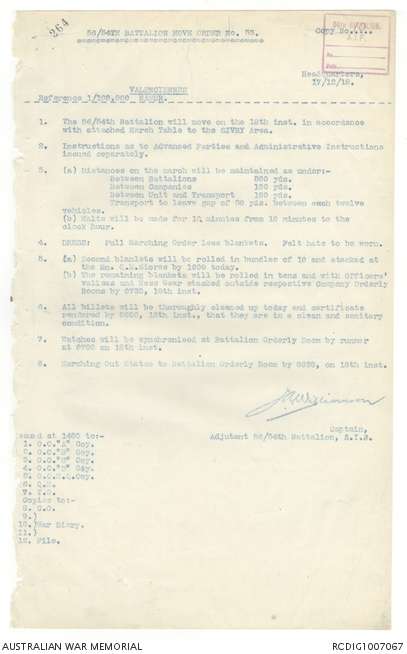 264
56/54TH BATTALION MOVE ORDER No. 55.
Copy No.
Headquarters,
17/12/18.
VALENCIENNES
Reference 1/100,000 NAMUR.
1. The 56/54th Battalion will move on the 18th inst. in accordance
with attached March Table to the SIVRY Area.
2. Instructions as to Advanced Parties and Administrative Instructions
issued separately.
3. (a) Distances on the march will be maintained as under:-
Between Battalions 500 yds.
Between Companies 100 yds.
Between Unit and Transport 100 yds.
Transport to leave gap of 50 yds. between each twelve
vehicles.
(b) Halts will be made for 10 minutes from 10 minutes to the
clock hour.
4. DRESS: Full Marching Order less blankets. Felt hats to be worn.
5. (a) Second blankets will be rolled in bundles of 10 and stacked at
the Q.M.Stores by 1600 today.
(b) The remaining blankets will be rolled in tens and with Officers'
valises and Mess Gear stacked outside respective Company Orderly
Rooms by 0730, 18th inst.
6. All billets will be thoroughly cleaned up today and certificate
rendered by 0800, 18th inst., that they are in a clean and sanitary
condition.
7. Watches will be synchronised at Battalion Orderly Room by runner
at 0700 on 18th inst.
8. Marching Out States to Battalion Orderly Room by 0830, on 18th inst.
Captain,
Adjutant 56/54th Battalion, A.I.F.
Issued at 1400 to:-
1. O.C."A" Coy.
2. O.C."B" Coy.
3. O.C."C" Coy.
4. O.C."D" Coy.
5. O.C.H.Q.Coy.
6. Q.M.
7. T.O.
Copies to:-
8. C.O.
9.)
10.)War Diary.
11.)
12. File.
AUSTRALIAN WAR MEMORIAL
RCDIG1007067